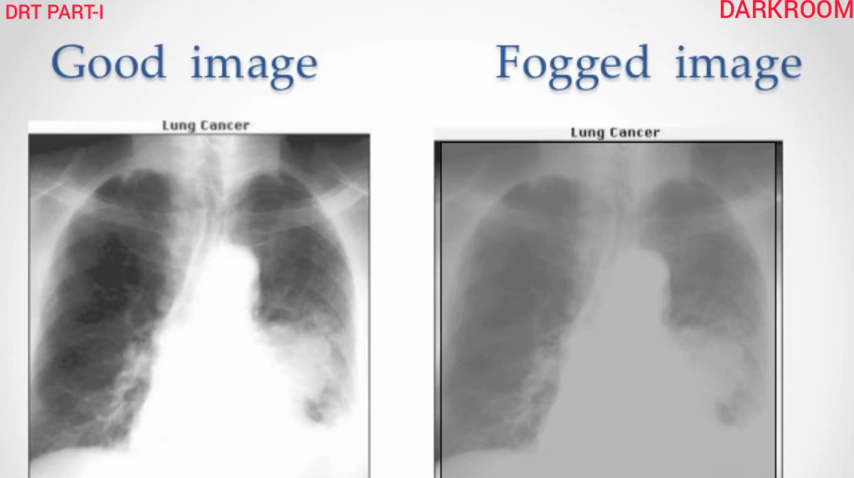 DRT PART-I
DARKROOM
Good image
Fogged image
Lung Cancer
Lung Cancer